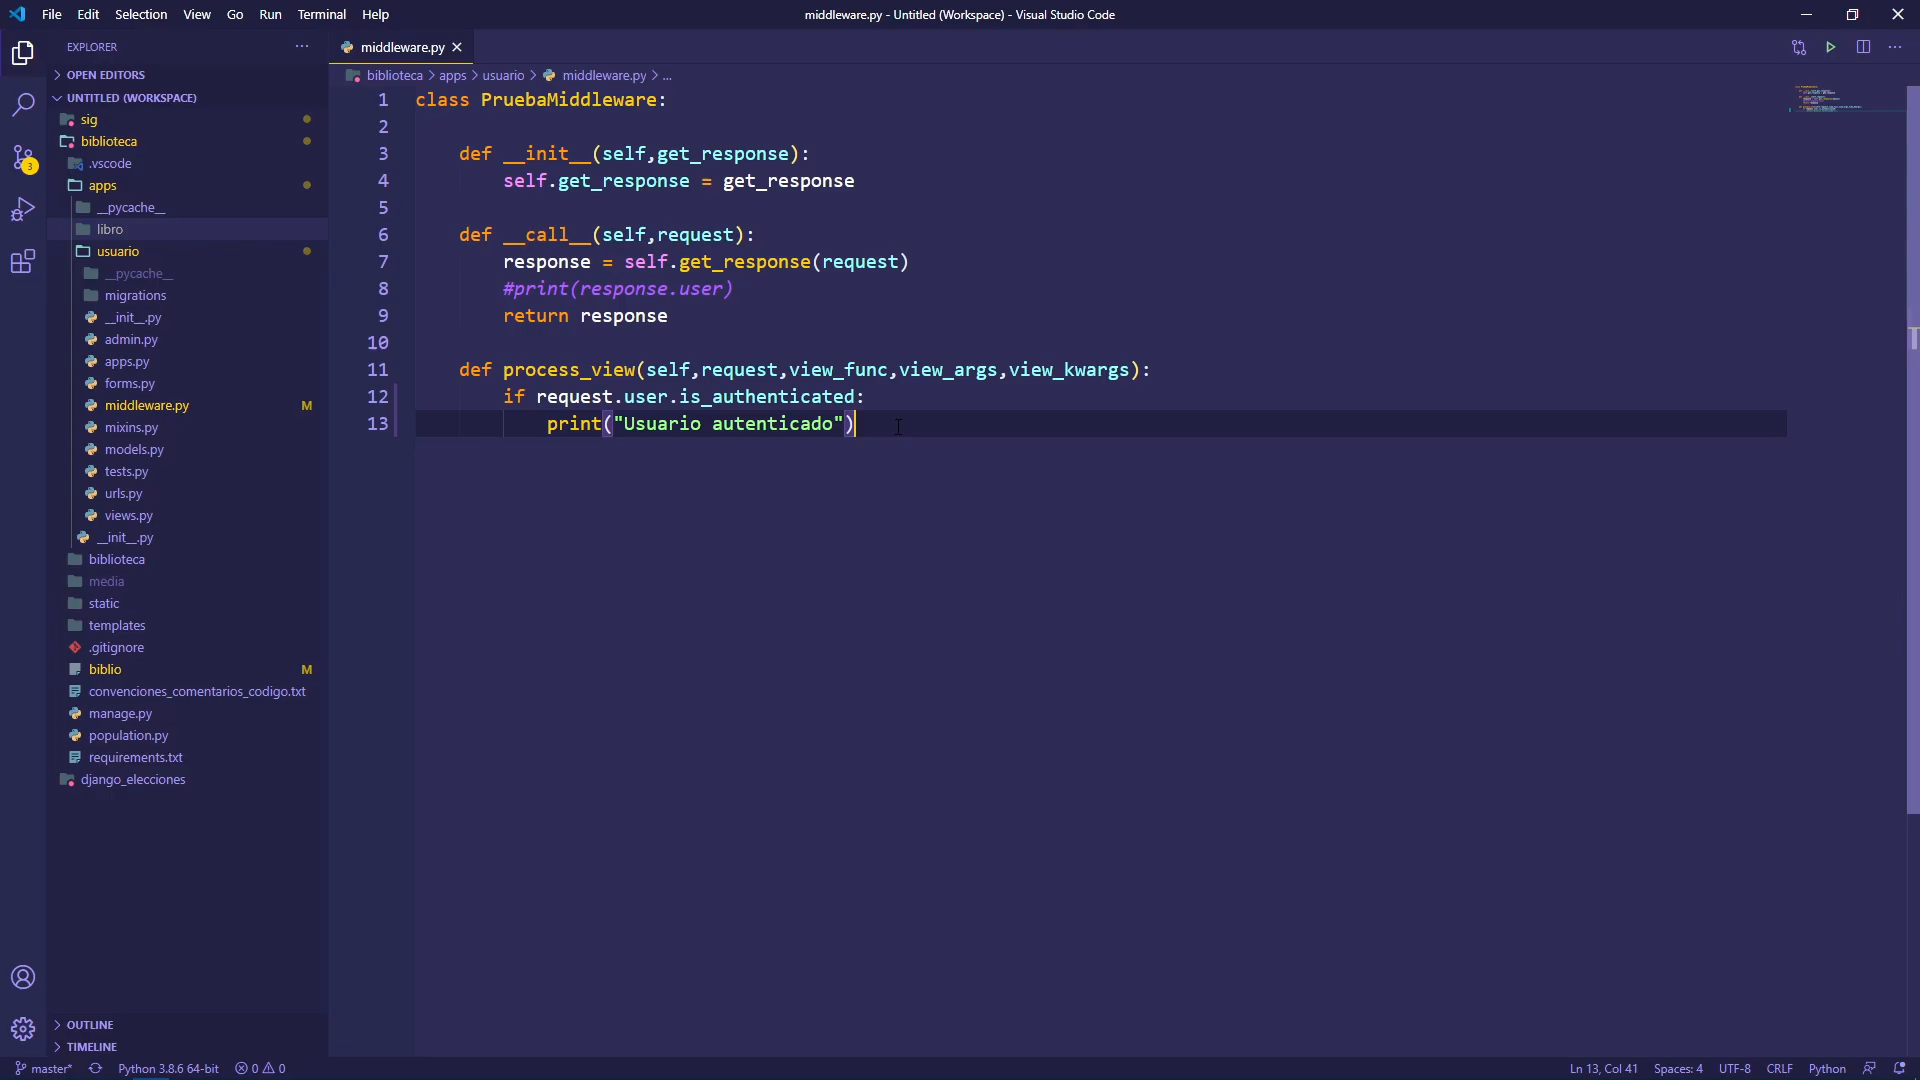 File Edit Selection View Go Run Terminal Help
middleware.py - Untitled (Workspace) - Visual Studio Code
EXPLORER
OPEN EDITORS
UNTITLED (WORKSPACE)
sig
biblioteca
.vscode
apps
__pycache__
libro
usuario
__pycache__
migrations
__init__.py
admin.py
apps.py
forms.py
middleware.py M
mixins.py
models.py
tests.py
urls.py
views.py
__init__.py
biblioteca
media
static
templates
.gitignore
biblio M
convenciones_comentarios_codigo.txt
manage.py
population.py
requirements.txt
django_elecciones
OUTLINE
TIMELINE
3
middleware.py
biblioteca > apps > usuario > middleware.py > ...
1 class PruebaMiddleware:
2
3 def __init__(self,get_response):
4 self.get_response = get_response
5
6 def __call__(self,request):
7 response = self.get_response(request)
8 #print(response.user)
9 return response
10
11 def process_view(self,request,view_func,view_args,view_kwargs):
12 if request.user.is_authenticated:
13 print("Usuario autenticado")
master* Python 3.8.6 64-bit 0 0
Ln 13, Col 41 Spaces: 4 UTF-8 CRLF Python